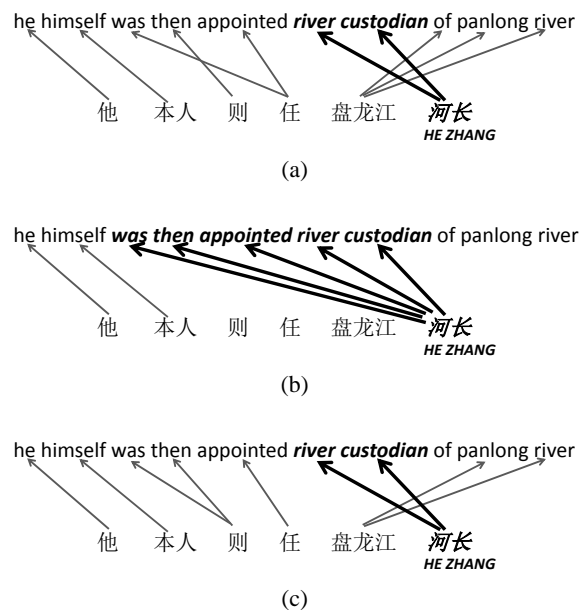 he himself was then appointed river custodian of panlong river
他 本人 则 任 盘龙江 河长
HE ZHANG
(a)
he himself was then appointed river custodian of panlong river
他 本人 则 任 盘龙江 河长
HE ZHANG
(b)
he himself was then appointed river custodian of panlong river
他 本人 则 任 盘龙江 河长
HE ZHANG
(c)